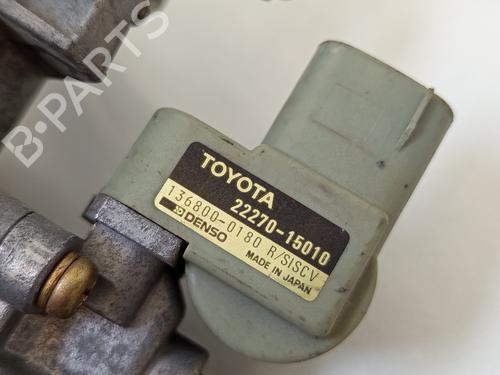 B-PARTS
TOYOTA
22270-15010
136800-0180 R/SISCV
DENSO
MADE IN JAPAN